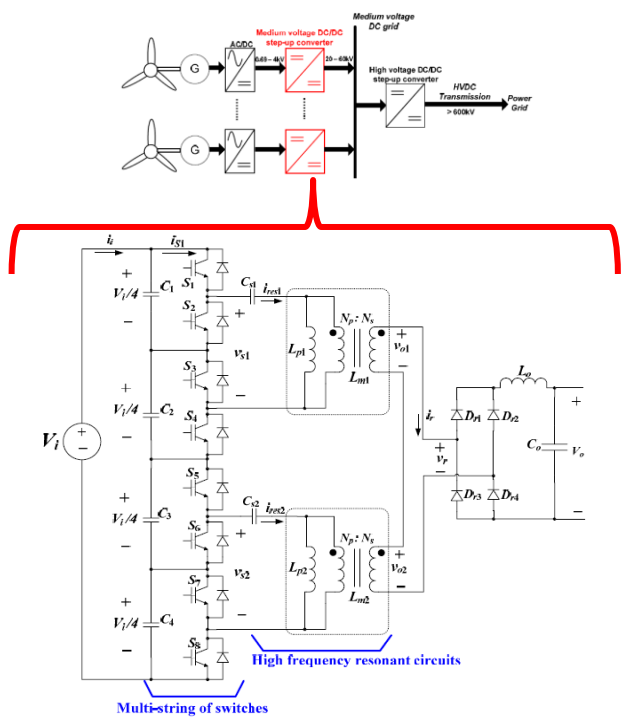 Medium voltage
DC grid
Medium voltage DC/DC
step-up converter
AC/DC
0.69 – 4kV
20 – 60kV
High voltage DC/DC
step-up converter
HVDC
Transmission
> 600kV
Power
Grid
G
G
i_i
i_S1
S_1
C_s1
i_res1
+
V_i/4
–
C_1
S_2
+
v_s1
–
L_p1
N_p : N_s
L_m1
+
v_o1
–
S_3
+
V_i/4
–
C_2
S_4
V_i
+
–
L_o
D_r1
D_r2
i_r
+
v_r
–
C_o
+
V_o
–
D_r3
D_r4
S_5
C_s2
i_res2
+
V_i/4
–
C_3
S_6
+
v_s2
–
L_p2
N_p : N_s
L_m2
+
v_o2
–
S_7
+
V_i/4
–
C_4
S_8
High frequency resonant circuits
Multi-string of switches